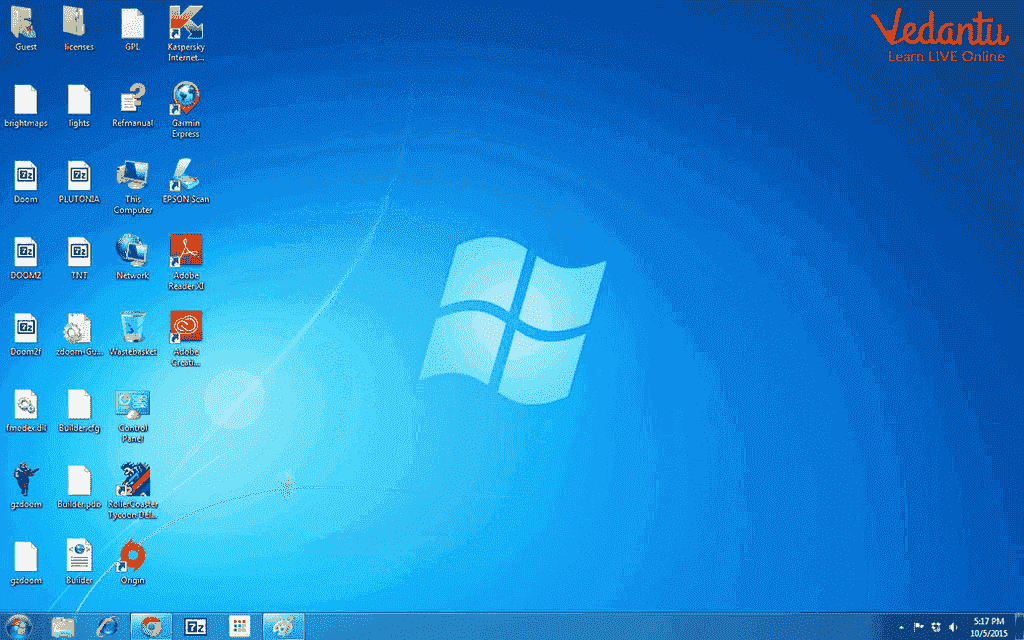 Vedantu
Learn LIVE Online
Guest
licenses
GPL
Kaspersky
Internet...
brightmaps
lights
Refmanual
Garmin
Express
Doom
PLUTONIA
This
Computer
EPSON Scan
DOOM2
TNT
Network
Adobe
Reader XI
Doom2f
zdoom-Gu...
Wastebasket
Adobe
Creati...
fmodex.dll
Builder.cfg
Control
Panel
gzdoom
Builder.pdb
RollerCoaster
Tycoon Del...
gzdoom
Builder
Origin
5:17 PM
10/5/2015